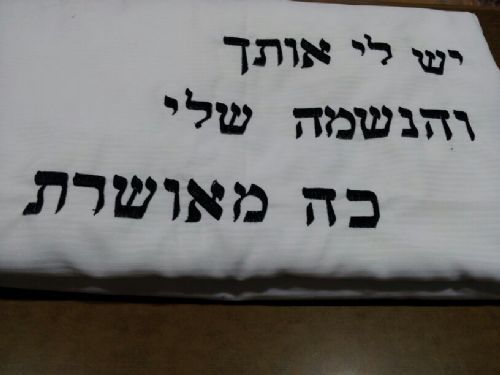 יש לי אותך
והנשמה שלי
כה מאושרת